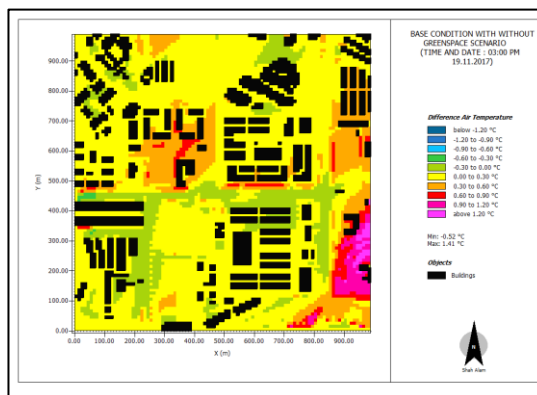 BASE CONDITION WITH WITHOUT
GREENSPACE SCENARIO
(TIME AND DATE : 03:00 PM
19.11.2017)
Difference Air Temperature
below -1.20 °C
-1.20 to -0.90 °C
-0.90 to -0.60 °C
-0.60 to -0.30 °C
-0.30 to 0.00 °C
0.00 to 0.30 °C
0.30 to 0.60 °C
0.60 to 0.90 °C
0.90 to 1.20 °C
above 1.20 °C
Min: -0.52 °C
Max: 1.41 °C
Objects
Buildings
N
Shah Alam
900.00
800.00
700.00
600.00
500.00
400.00
300.00
200.00
100.00
0.00
Y (m)
0.00 100.00 200.00 300.00 400.00 500.00 600.00 700.00 800.00 900.00
X (m)